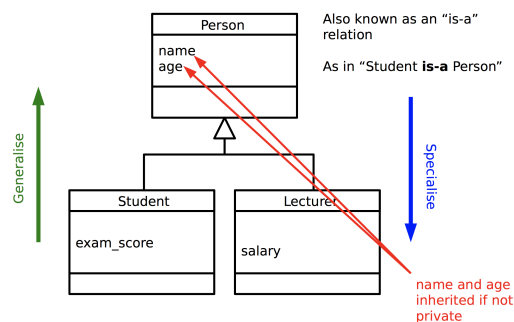 Person
name
age
Also known as an “is-a”
relation
As in “Student is-a Person”
Generalise
Specialise
Student
exam_score
Lecturer
salary
name and age
inherited if not
private